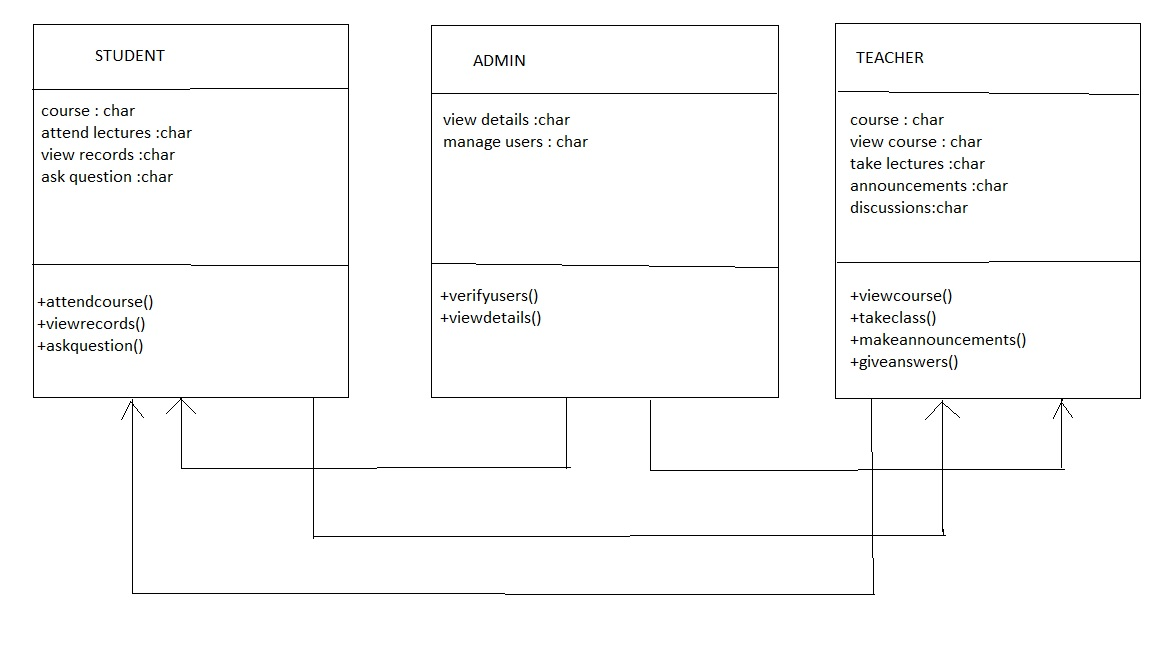 STUDENT
course : char
attend lectures :char
view records :char
ask question :char
+attendcourse()
+viewrecords()
+askquestion()
ADMIN
view details :char
manage users : char
+verifyusers()
+viewdetails()
TEACHER
course : char
view course : char
take lectures :char
announcements :char
discussions:char
+viewcourse()
+takeclass()
+makeannouncements()
+giveanswers()